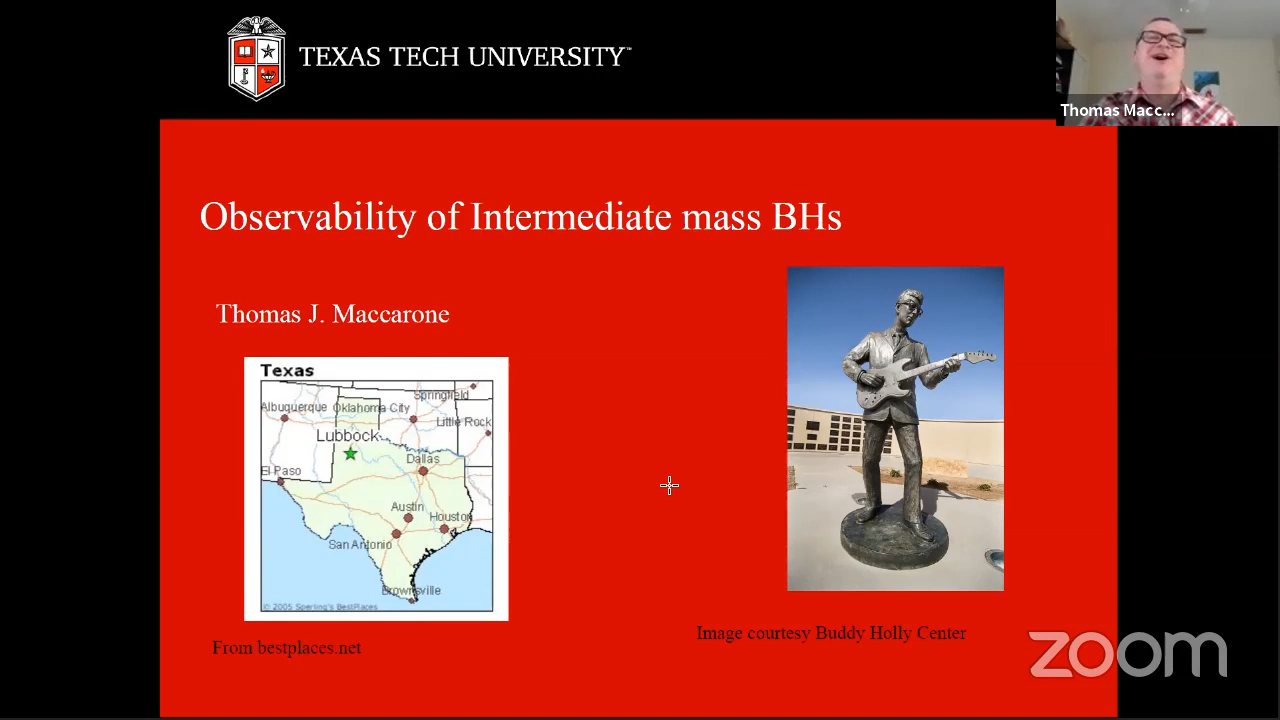 TEXAS TECH UNIVERSITY™
Thomas Macc...
Observability of Intermediate mass BHs
Thomas J. Maccarone
Texas
Springfield
Albuquerque
Oklahoma City
Little Rock
Lubbock
El Paso
Dallas
Austin
Houston
San Antonio
Brownsville
© 2005 Sperling's BestPlaces
From bestplaces.net
Image courtesy Buddy Holly Center
zoom